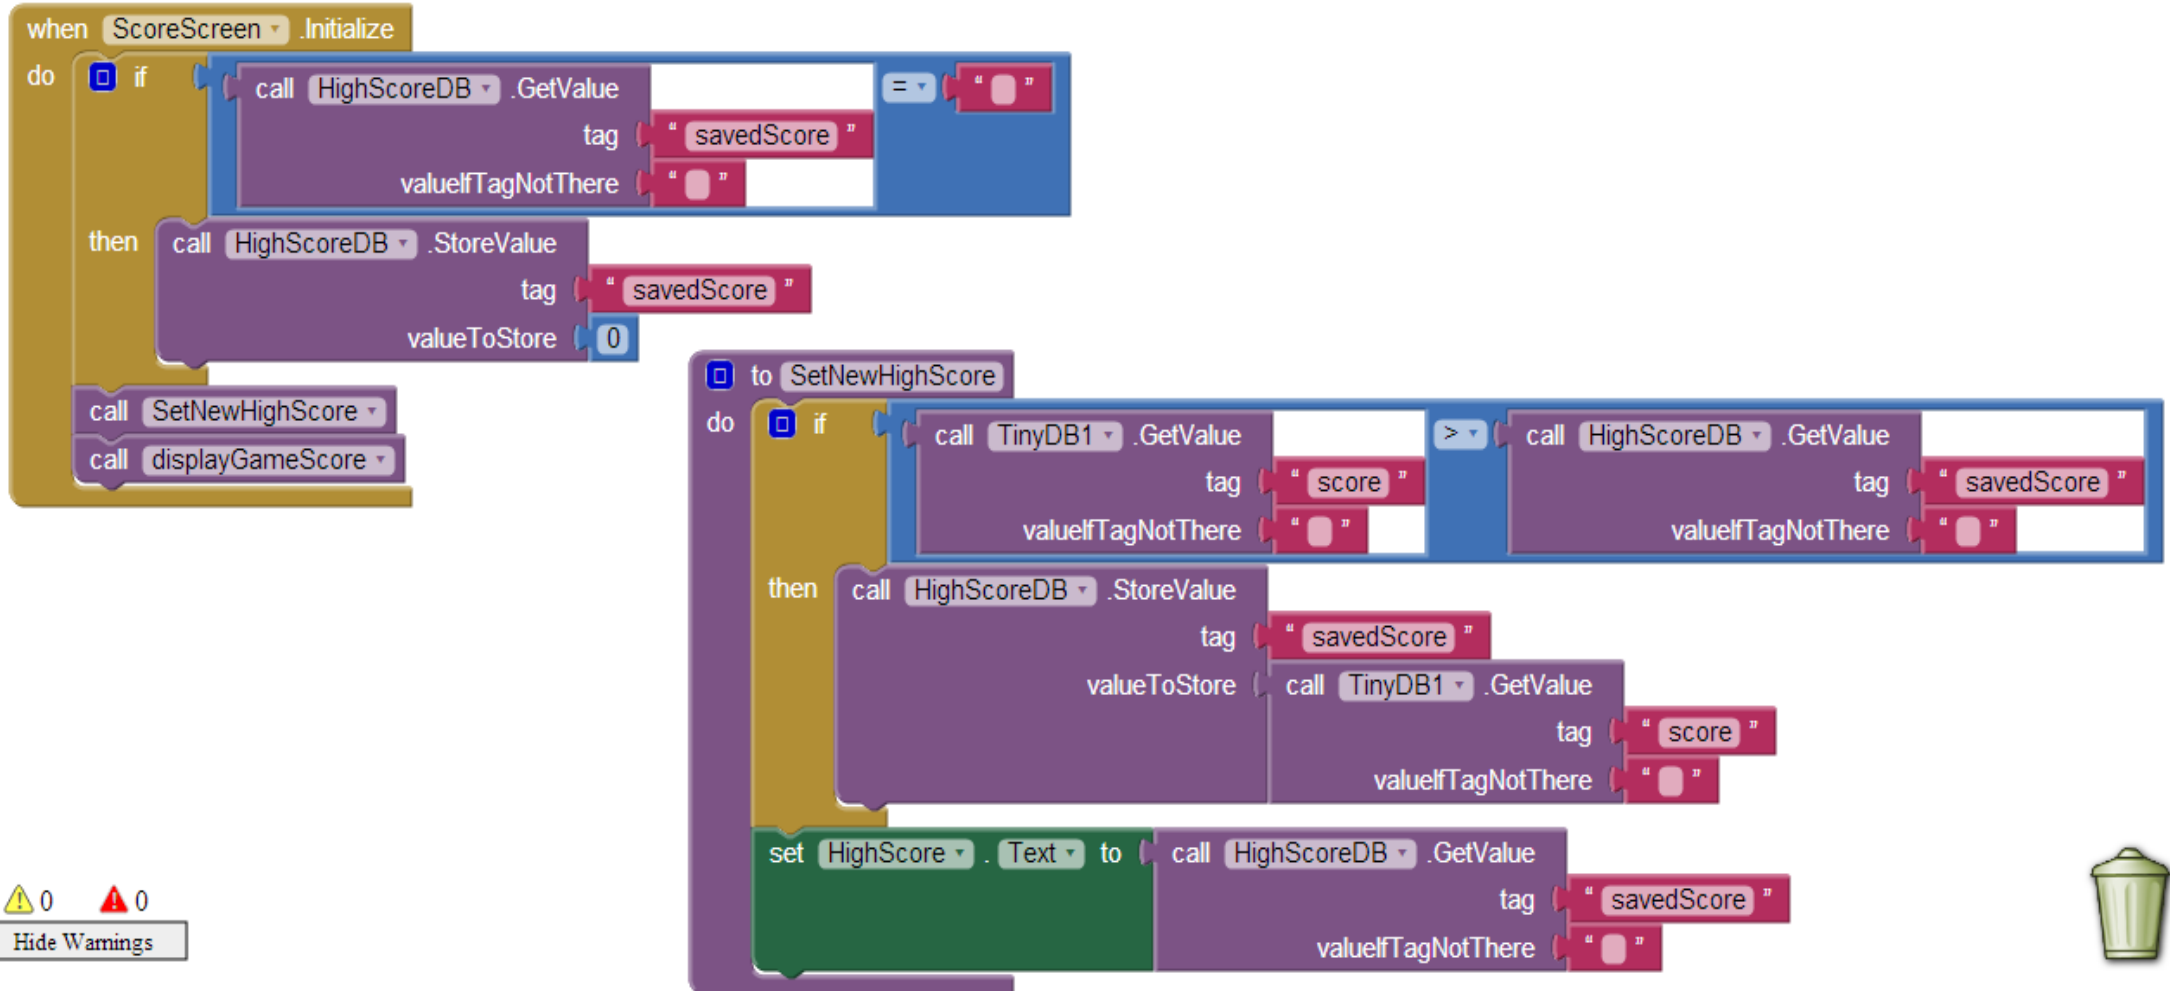 when ScoreScreen .Initialize
do if call HighScoreDB .GetValue = " "
tag " savedScore "
valueIfTagNotThere " "
then call HighScoreDB .StoreValue
tag " savedScore "
valueToStore 0
call SetNewHighScore
call displayGameScore
to SetNewHighScore
do if call TinyDB1 .GetValue > call HighScoreDB .GetValue
tag " score " tag " savedScore "
valueIfTagNotThere " " valueIfTagNotThere " "
then call HighScoreDB .StoreValue
tag " savedScore "
valueToStore call TinyDB1 .GetValue
tag " score "
valueIfTagNotThere " "
set HighScore . Text to call HighScoreDB .GetValue
tag " savedScore "
valueIfTagNotThere " "
0 0
Hide Warnings